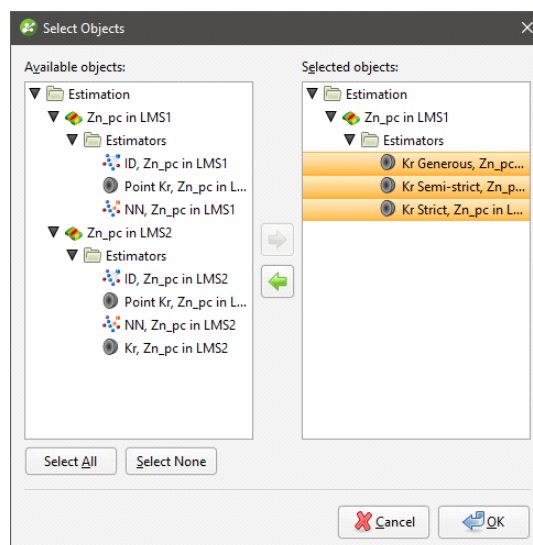 Select Objects
Available objects:
Selected objects:
Estimation
Zn_pc in LMS1
Estimators
ID, Zn_pc in LMS1
Point Kr, Zn_pc in L...
NN, Zn_pc in LMS1
Zn_pc in LMS2
Estimators
ID, Zn_pc in LMS2
Point Kr, Zn_pc in L...
NN, Zn_pc in LMS2
Kr, Zn_pc in LMS2
Estimation
Zn_pc in LMS1
Estimators
Kr Generous, Zn_pc...
Kr Semi-strict, Zn_p...
Kr Strict, Zn_pc in L...
Select All
Select None
Cancel
OK